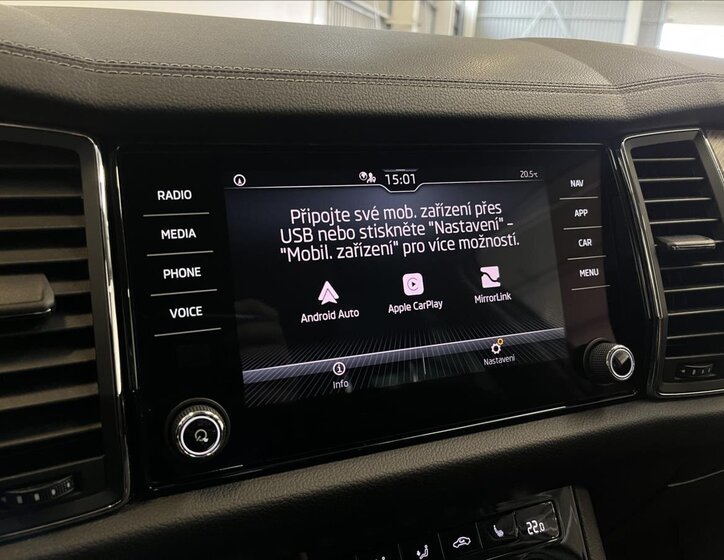 15:01
20.5°C
RADIO
MEDIA
PHONE
VOICE
NAV
APP
CAR
MENU
Připojte své mob. zařízení přes
USB nebo stiskněte "Nastavení" –
"Mobil. zařízení" pro více možností.
Android Auto
Apple CarPlay
MirrorLink
Info
Nastavení
22.0